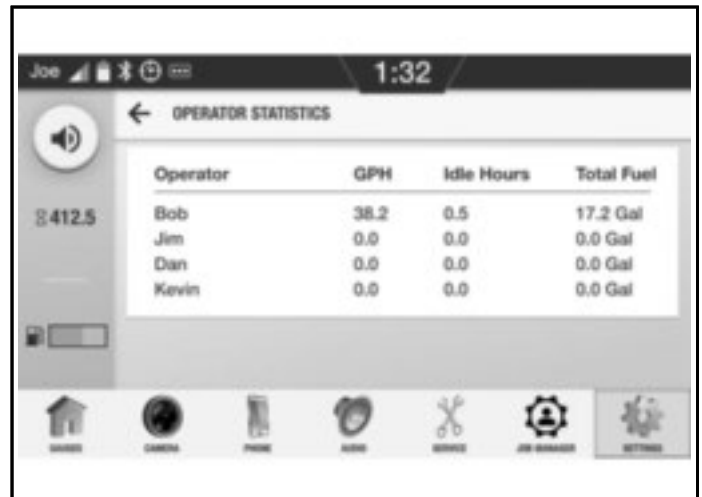 Joe 1:32
OPERATOR STATISTICS
Operator GPH Idle Hours Total Fuel
412.5
Bob 38.2 0.5 17.2 Gal
Jim 0.0 0.0 0.0 Gal
Dan 0.0 0.0 0.0 Gal
Kevin 0.0 0.0 0.0 Gal
GAUGES CAMERA PHONE AUDIO SERVICE JOB MANAGER SETTINGS